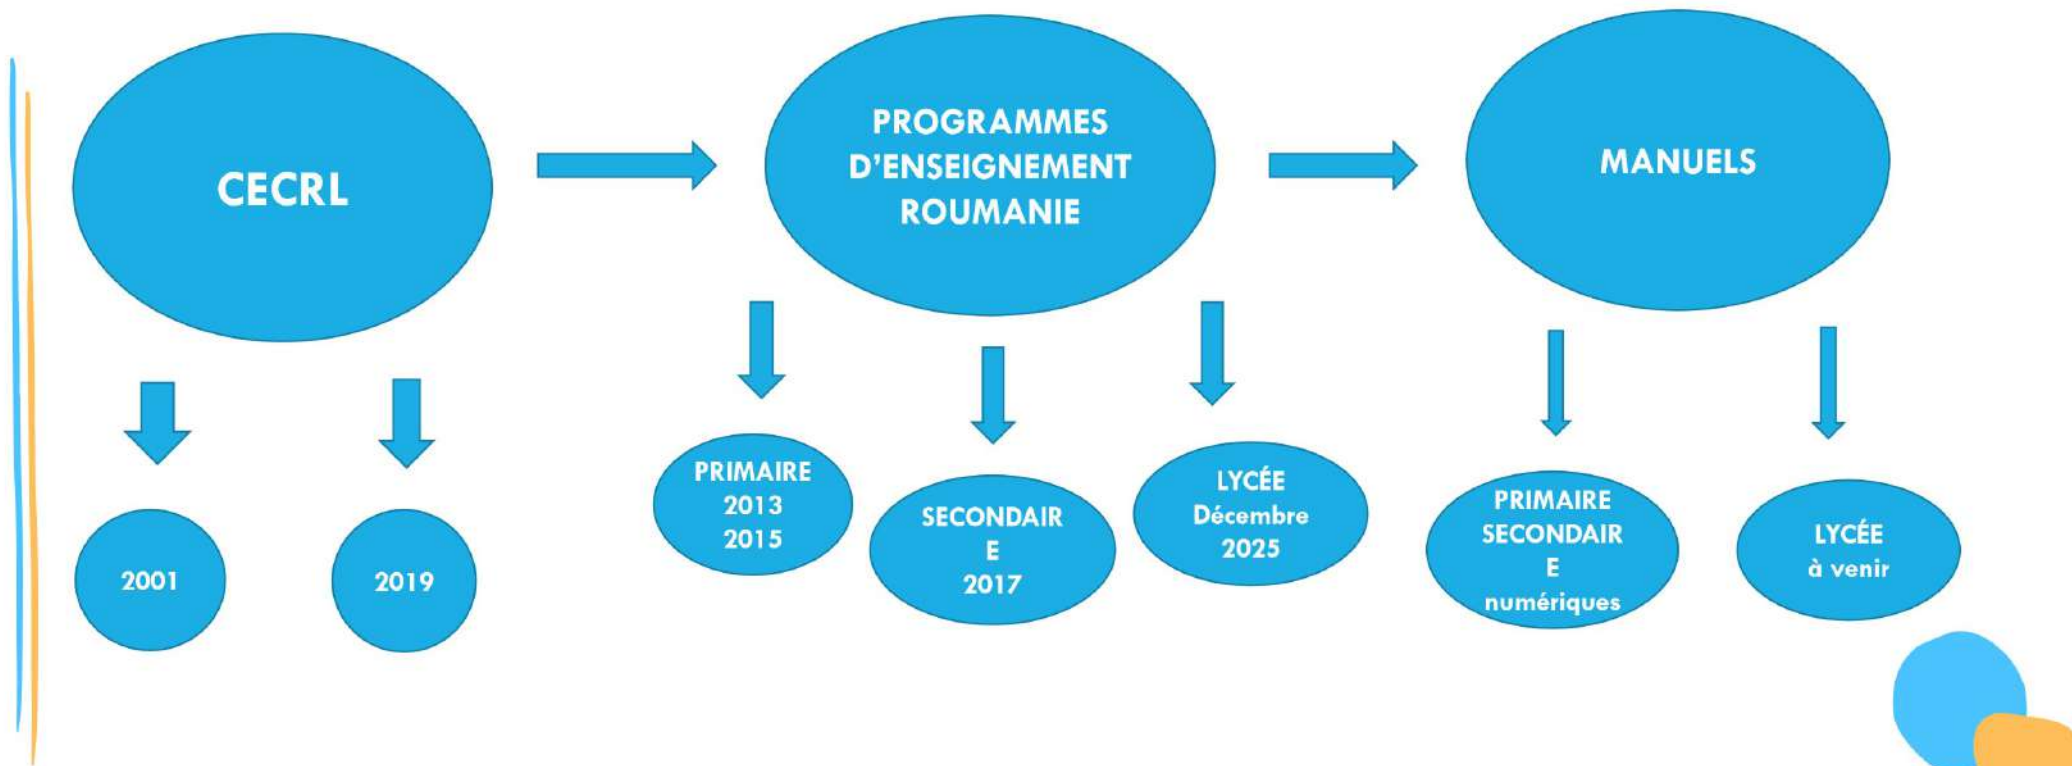 CECRL
PROGRAMMES
D'ENSEIGNEMENT
ROUMANIE
MANUELS
2001
2019
PRIMAIRE
2013
2015
SECONDAIR
E
2017
LYCÉE
Décembre
2025
PRIMAIRE
SECONDAIR
E
numériques
LYCÉE
à venir